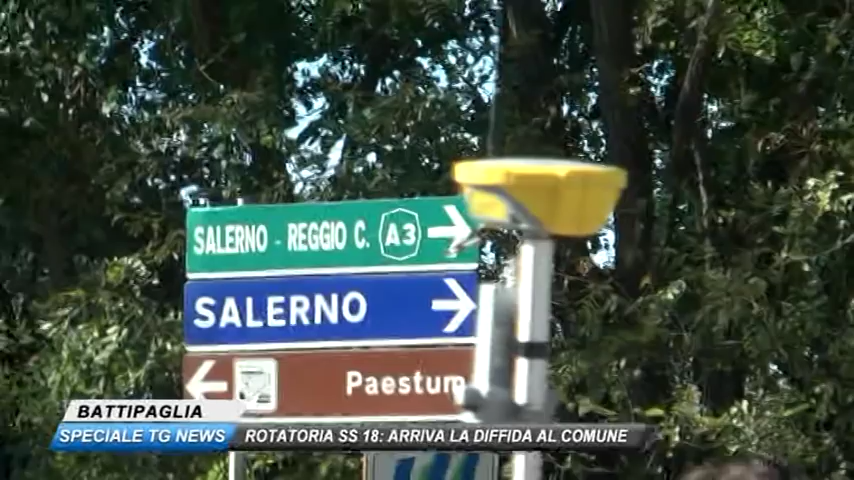 SALERNO - REGGIO C. A3
SALERNO
Paestum
BATTIPAGLIA
SPECIALE TG NEWS
ROTATORIA SS 18: ARRIVA LA DIFFIDA AL COMUNE